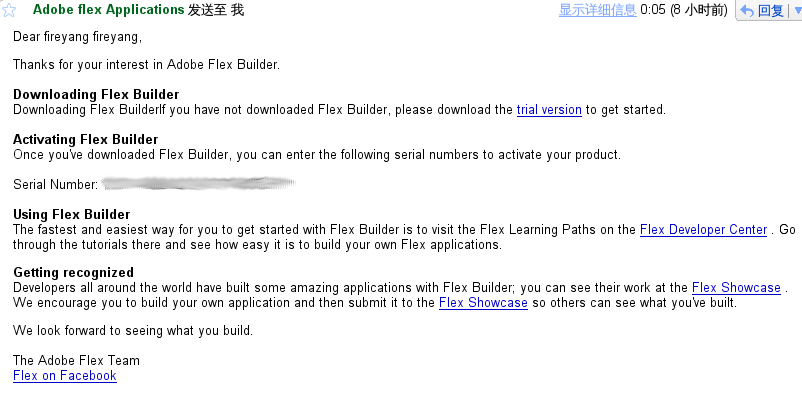 Adobe flex Applications 发送至 我 显示详细信息 0:05 (8 小时前) 回复
Dear fireyang fireyang,
Thanks for your interest in Adobe Flex Builder.
Downloading Flex Builder
Downloading Flex BuilderIf you have not downloaded Flex Builder, please download the trial version to get started.
Activating Flex Builder
Once you've downloaded Flex Builder, you can enter the following serial numbers to activate your product.
Serial Number:
Using Flex Builder
The fastest and easiest way for you to get started with Flex Builder is to visit the Flex Learning Paths on the Flex Developer Center . Go
through the tutorials there and see how easy it is to build your own Flex applications.
Getting recognized
Developers all around the world have built some amazing applications with Flex Builder; you can see their work at the Flex Showcase .
We encourage you to build your own application and then submit it to the Flex Showcase so others can see what you've built.
We look forward to seeing what you build.
The Adobe Flex Team
Flex on Facebook